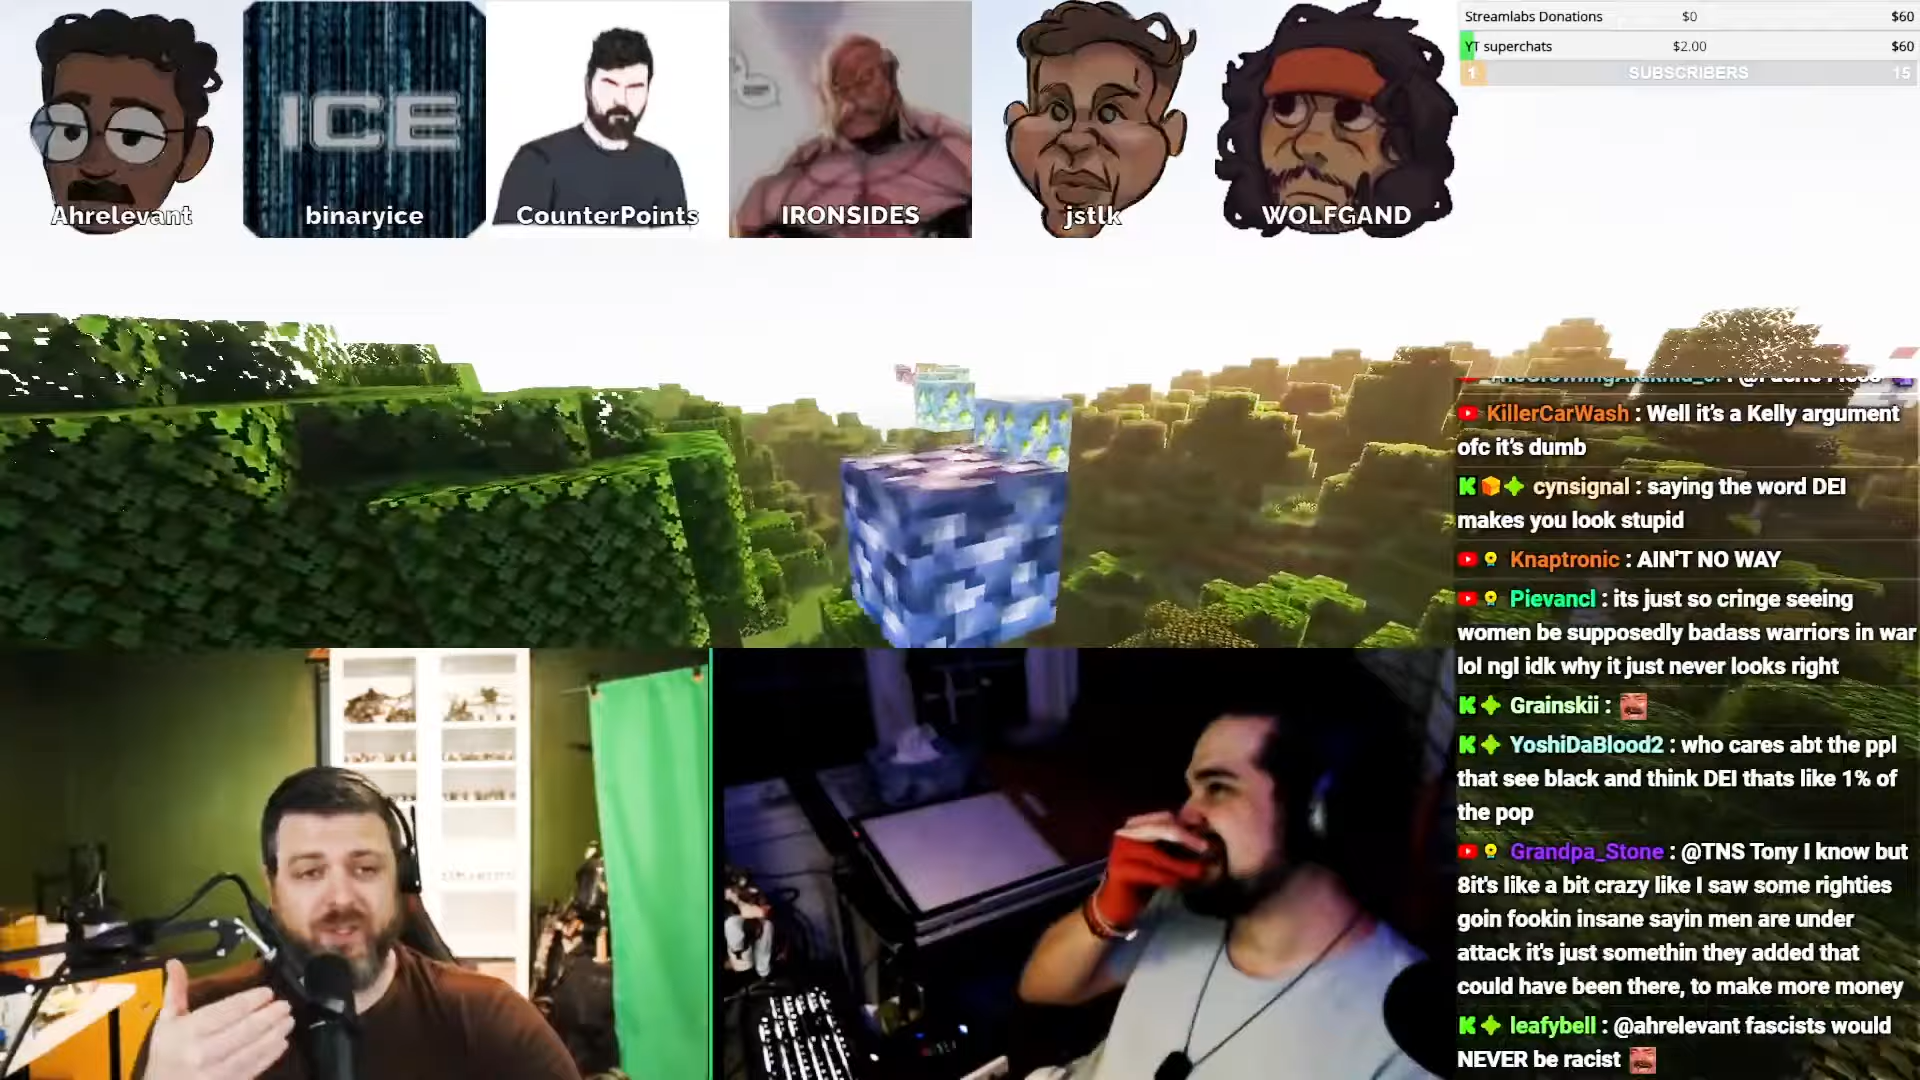 Ahrelevant
ICE
binaryice
CounterPoints
IRONSIDES
jstlk
WOLFGAND
Streamlabs Donations $0 $60
YT superchats $2.00 $60
1 SUBSCRIBERS 15
KillerCarWash : Well it's a Kelly argument
ofc it's dumb
cynsignal : saying the word DEI
makes you look stupid
Knaptronic : AIN'T NO WAY
Pievancl : its just so cringe seeing
women be supposedly badass warriors in war
lol ngl idk why it just never looks right
Grainskii :
YoshiDaBlood2 : who cares abt the ppl
that see black and think DEI thats like 1% of
the pop
Grandpa_Stone : @TNS Tony I know but
8it's like a bit crazy like I saw some righties
goin fookin insane sayin men are under
attack it's just somethin they added that
could have been there, to make more money
leafybell : @ahrelevant fascists would
NEVER be racist